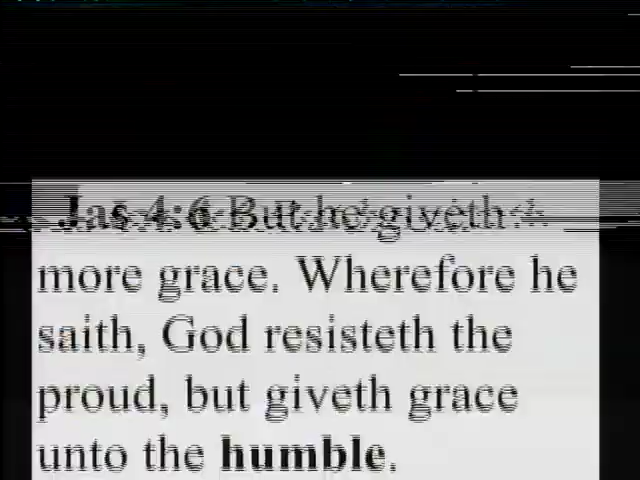 Jas 4:6 But he giveth
more grace. Wherefore he
saith, God resisteth the
proud, but giveth grace
unto the humble.